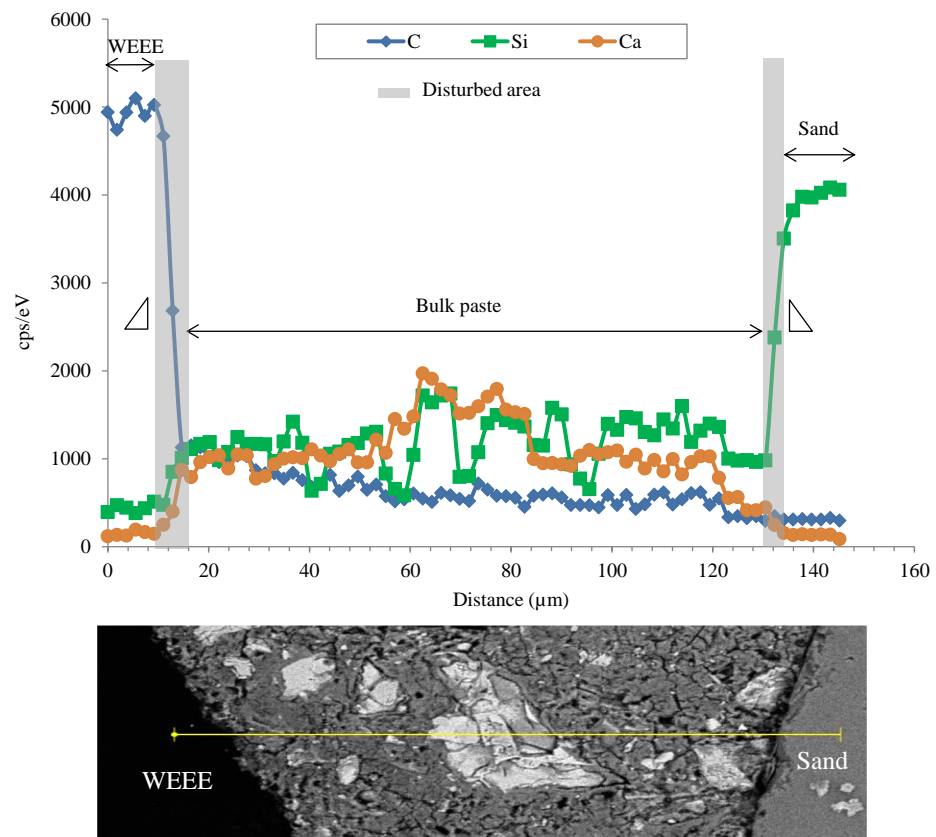 6000
5000
4000
3000
2000
1000
0
cps/eV
WEEE
C
Si
Ca
Disturbed area
Sand
Bulk paste
0
20
40
60
80
100
120
140
160
Distance (µm)
WEEE
Sand